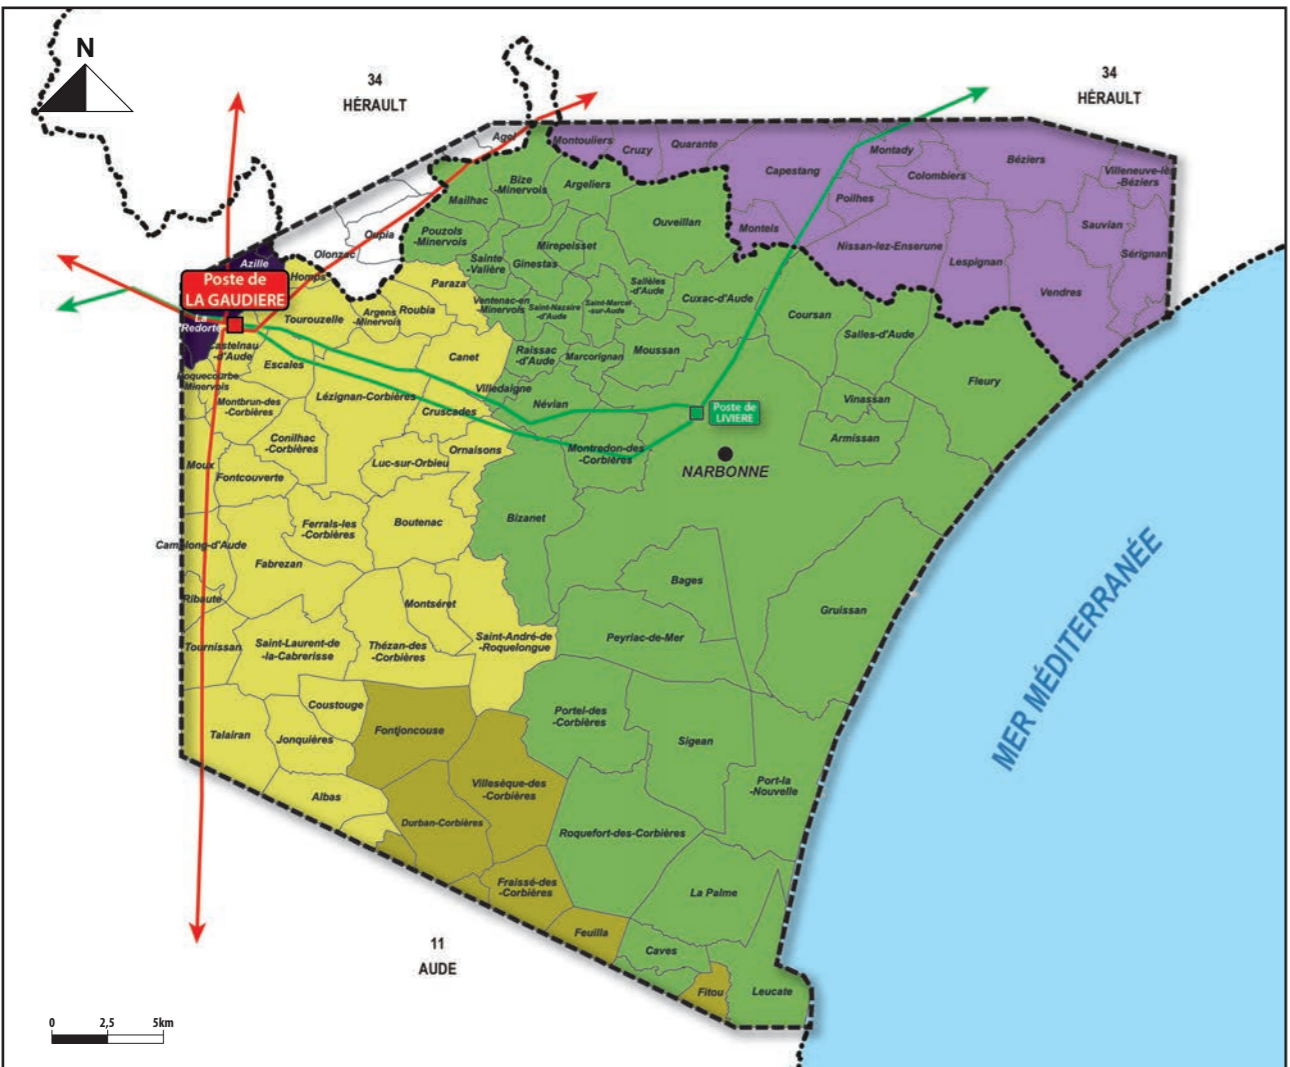 N
34
HÉRAULT
34
HÉRAULT
Montouliers
Cruzy
Quarante
Capestang
Montady
Colombiers
Béziers
Villeneuve-lè
-Béziers
Poilhes
Montels
Nissan-lez-Enserune
Lespignan
Sauvian
Sérignan
Vendres
Bize
-Minervois
Argeliers
Mailhac
Ouveillan
Pouzols
-Minervois
Mirepeisset
Sainte
-Valière
Ginestas
Oupia
Olonzac
Azille
Homps
Poste de
LA GAUDIERE
La
Redorte
Paraza
Ventenac-en
Minervois
Saint-Nazaire
-d'Aude
Saint-Marcel
-sur-Aude
Sallèles
-d'Aude
Cuxac-d'Aude
Coursan
Salles-d'Aude
Fleury
Tourouzelle
Argens
-Minervois
Roubia
Castelnau
-d'Aude
Escales
Canet
Raissac
-d'Aude
Marcorignan
Moussan
Roquecourbe
Minervois
Montbrun-des
-Corbières
Lézignan-Corbières
Villedaigne
Névian
Cruscades
Poste de
LIVIERE
Vinassan
Armissan
Conilhac
-Corbières
Luc-sur-Orbieu
Ornaisons
Montredon-des
-Corbières
NARBONNE
Moux
Fontcouverte
Ferrals-les
-Corbières
Boutenac
Bizanet
Camplong-d'Aude
Fabrezan
Bages
Ribaute
Montséret
Gruissan
Tournissan
Saint-Laurent-de
-la-Cabrerisse
Thézan-des
-Corbières
Saint-André-de
-Roquelongue
Peyriac-de-Mer
MER MÉDITERRANÉE
Coustouge
Talairan
Jonquières
Fontjoncouse
Portel-des
-Corbières
Sigean
Albas
Villesèque-des
-Corbières
Port-la
-Nouvelle
Durban-Corbières
Roquefort-des-Corbières
Fraissé-des
-Corbières
La Palme
Feuilla
Caves
Fitou
Leucate
11
AUDE
0
2,5
5km